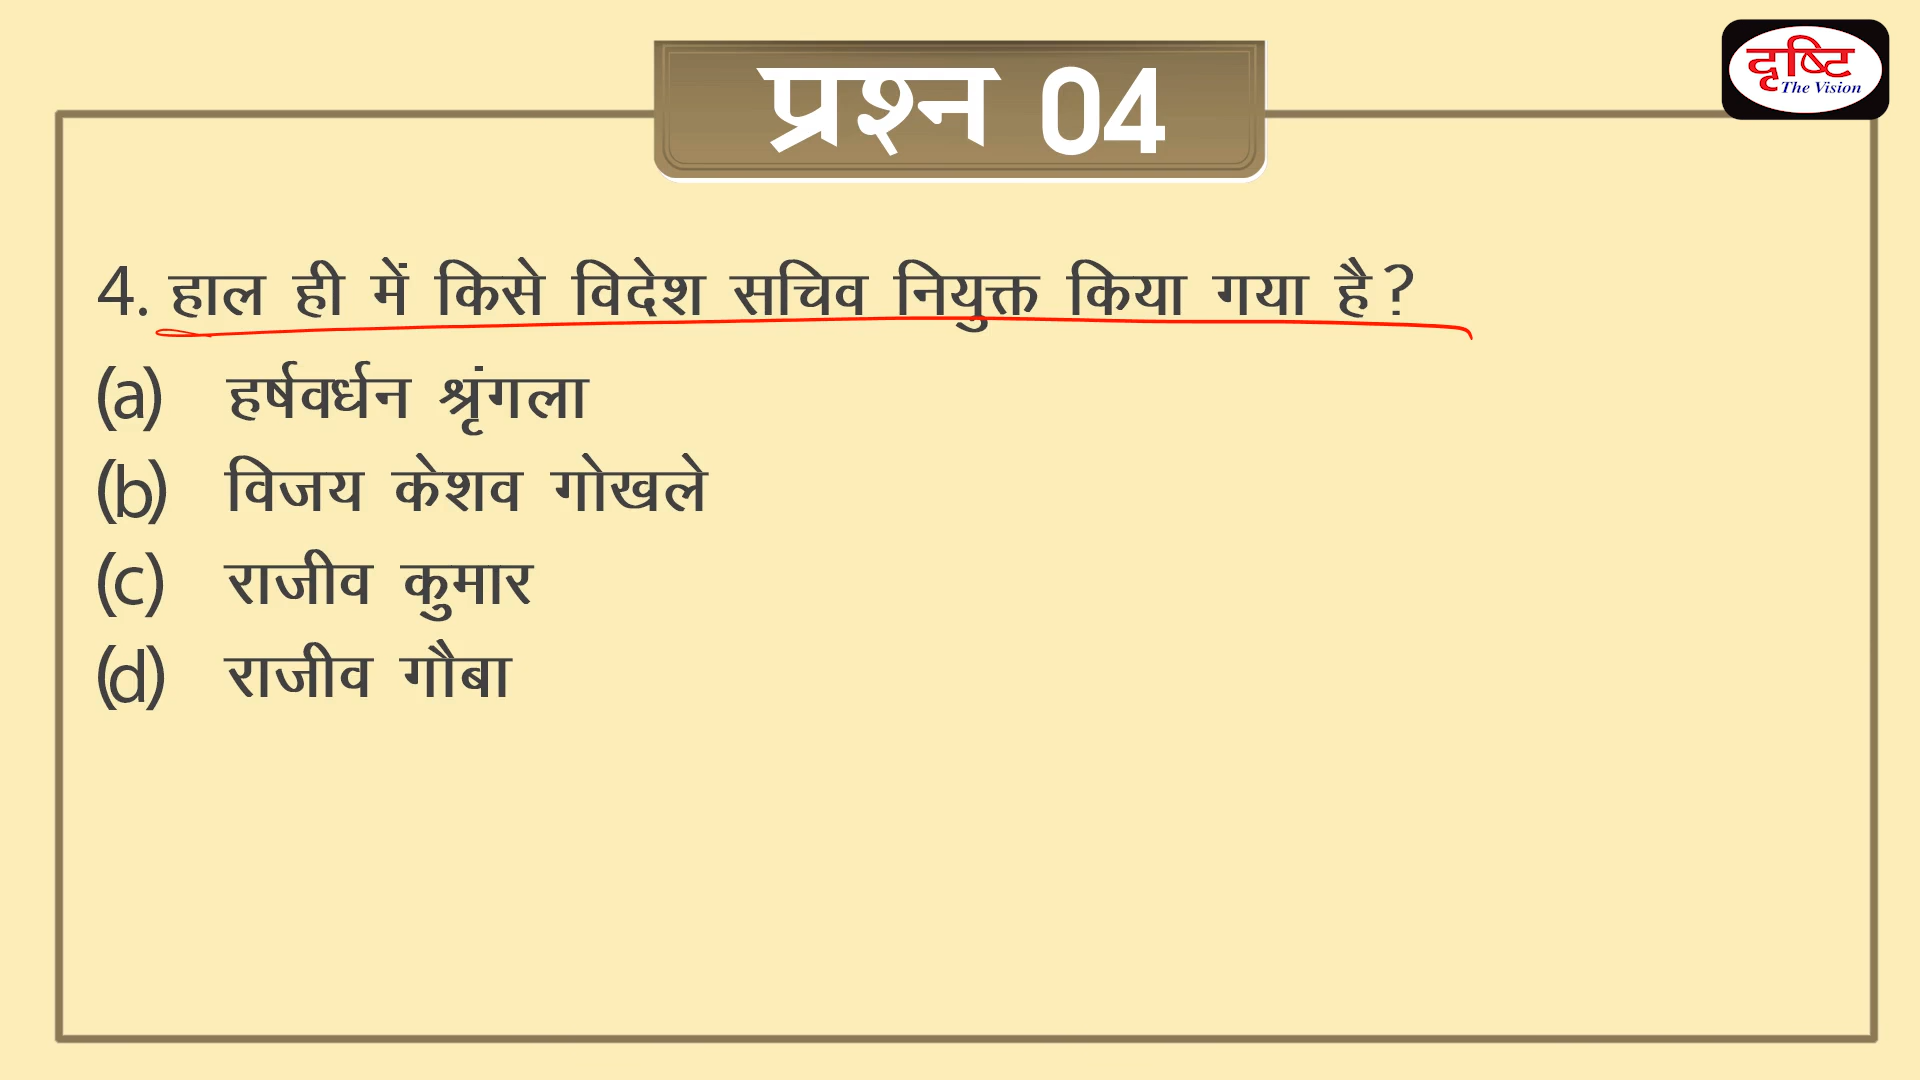 दृष्टि
The Vision
प्रश्न 04
4. हाल ही में किसे विदेश सचिव नियुक्त किया गया है?
(a) हर्षवर्धन श्रृंगला
(b) विजय केशव गोखले
(c) राजीव कुमार
(d) राजीव गौबा